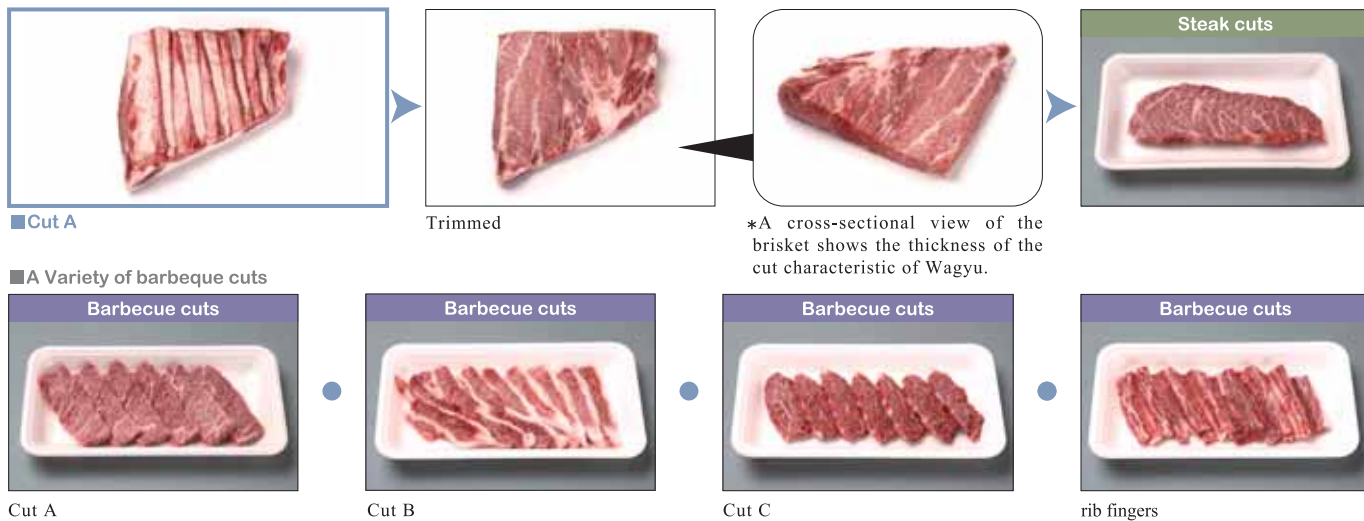 Steak cuts
■Cut A
Trimmed
*A cross-sectional view of the
brisket shows the thickness of the
cut characteristic of Wagyu.
■A Variety of barbeque cuts
Barbecue cuts
Barbecue cuts
Barbecue cuts
Barbecue cuts
Cut A
Cut B
Cut C
rib fingers